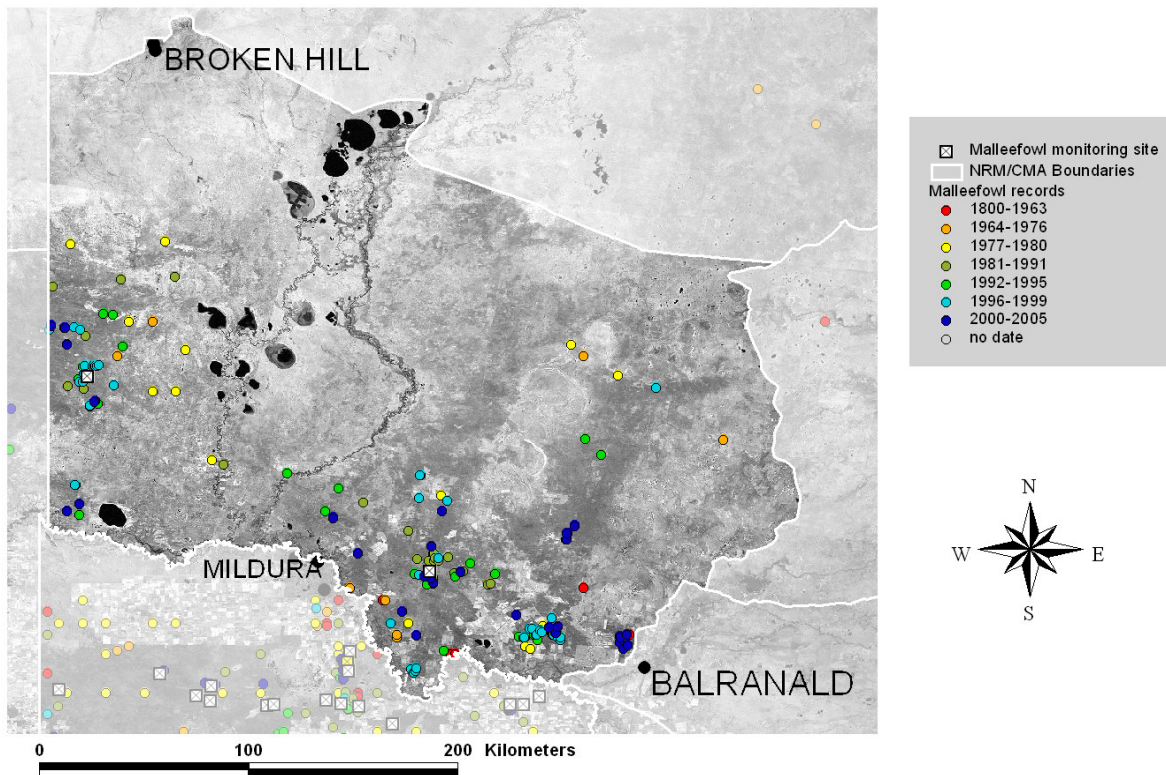 BROKEN HILL
Malleefowl monitoring site
NRM/CMA Boundaries
Malleefowl records
1800-1963
1964-1976
1977-1980
1981-1991
1992-1995
1996-1999
2000-2005
no date
N
W E
S
MILDURA
BALRANALD
0 100 200 Kilometers